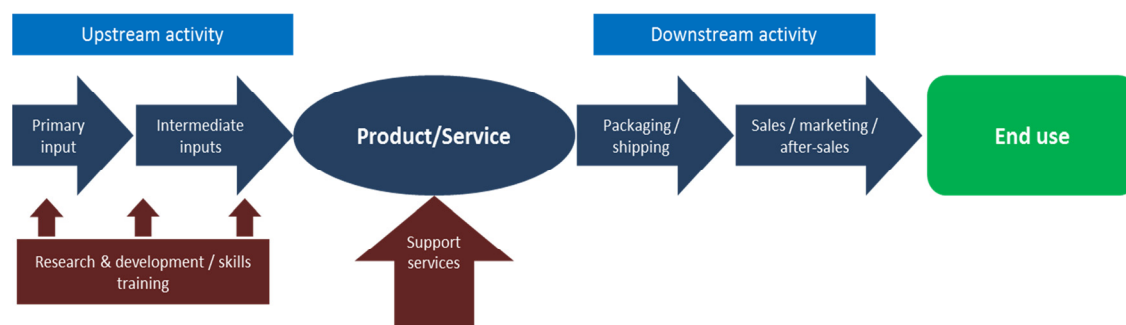 Upstream activity
Downstream activity
Primary
input
Intermediate
inputs
Product/Service
Packaging /
shipping
Sales / marketing /
after-sales
End use
Research & development / skills
training
Support
services